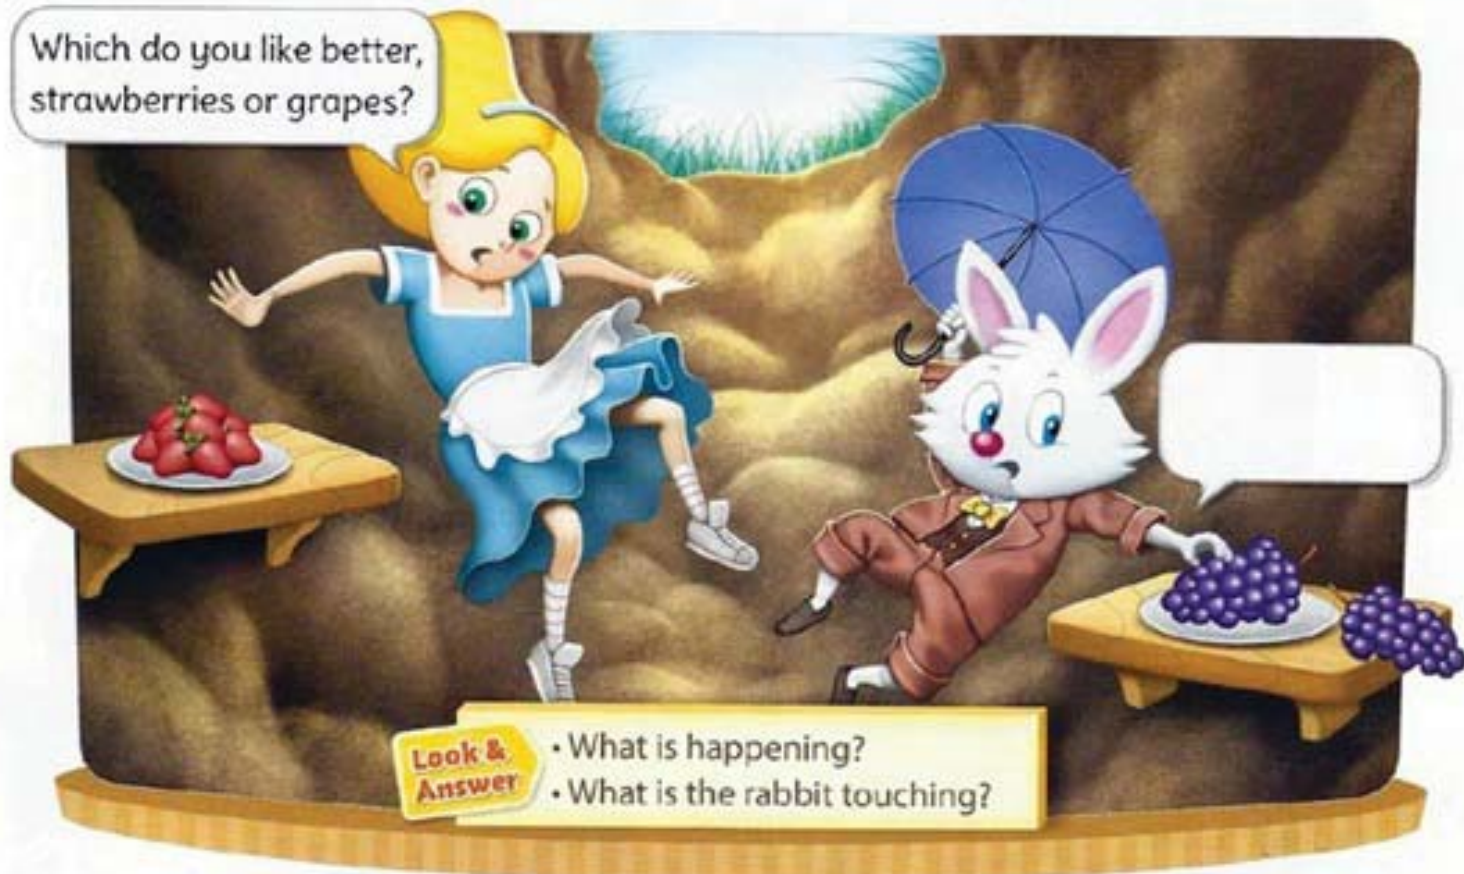 Which do you like better,
strawberries or grapes?
Look &
Answer
• What is happening?
• What is the rabbit touching?